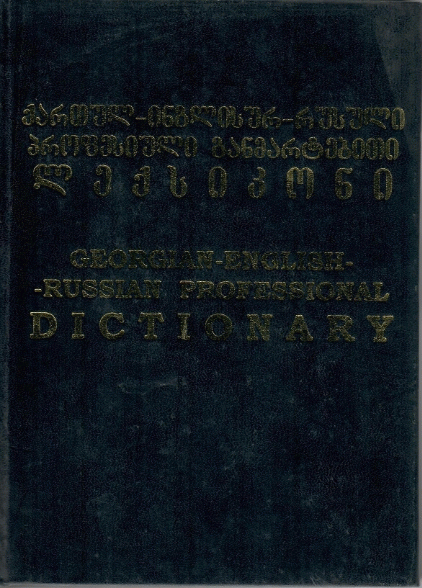 ქართულ-ინგლისურ-რუსული
პროფესიული განმარტებითი
ლექსიკონი
GEORGIAN-ENGLISH-
-RUSSIAN PROFESSIONAL
DICTIONARY